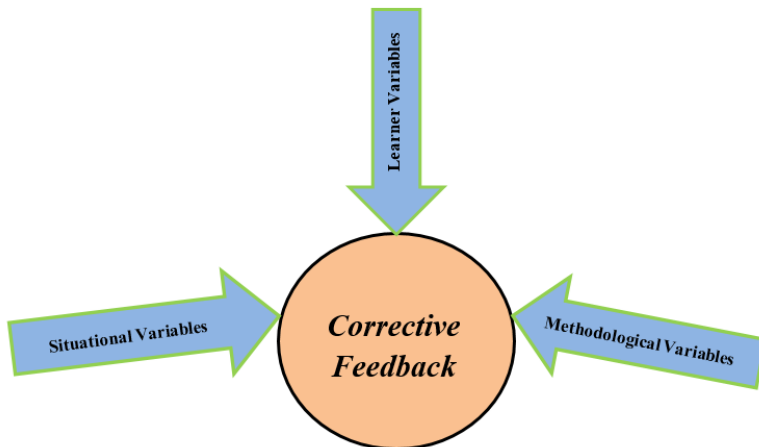 Learner Variables
Situational Variables
Corrective
Feedback
Methodological Variables